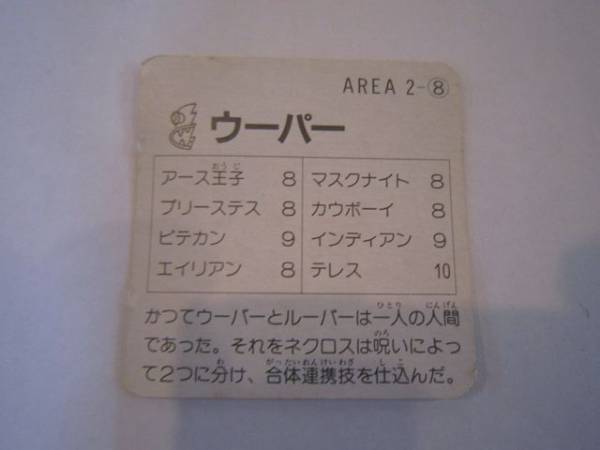 AREA 2-⑧
ウーパー
アース王子 8 マスクナイト 8
プリーステス 8 カウボーイ 8
ピテカン 9 インディアン 9
エイリアン 8 テレス 10
かつてウーパーとルーパーは一人の人間
であった。それをネクロスは呪いによっ
て2つに分け、合体連携技を仕込んだ。